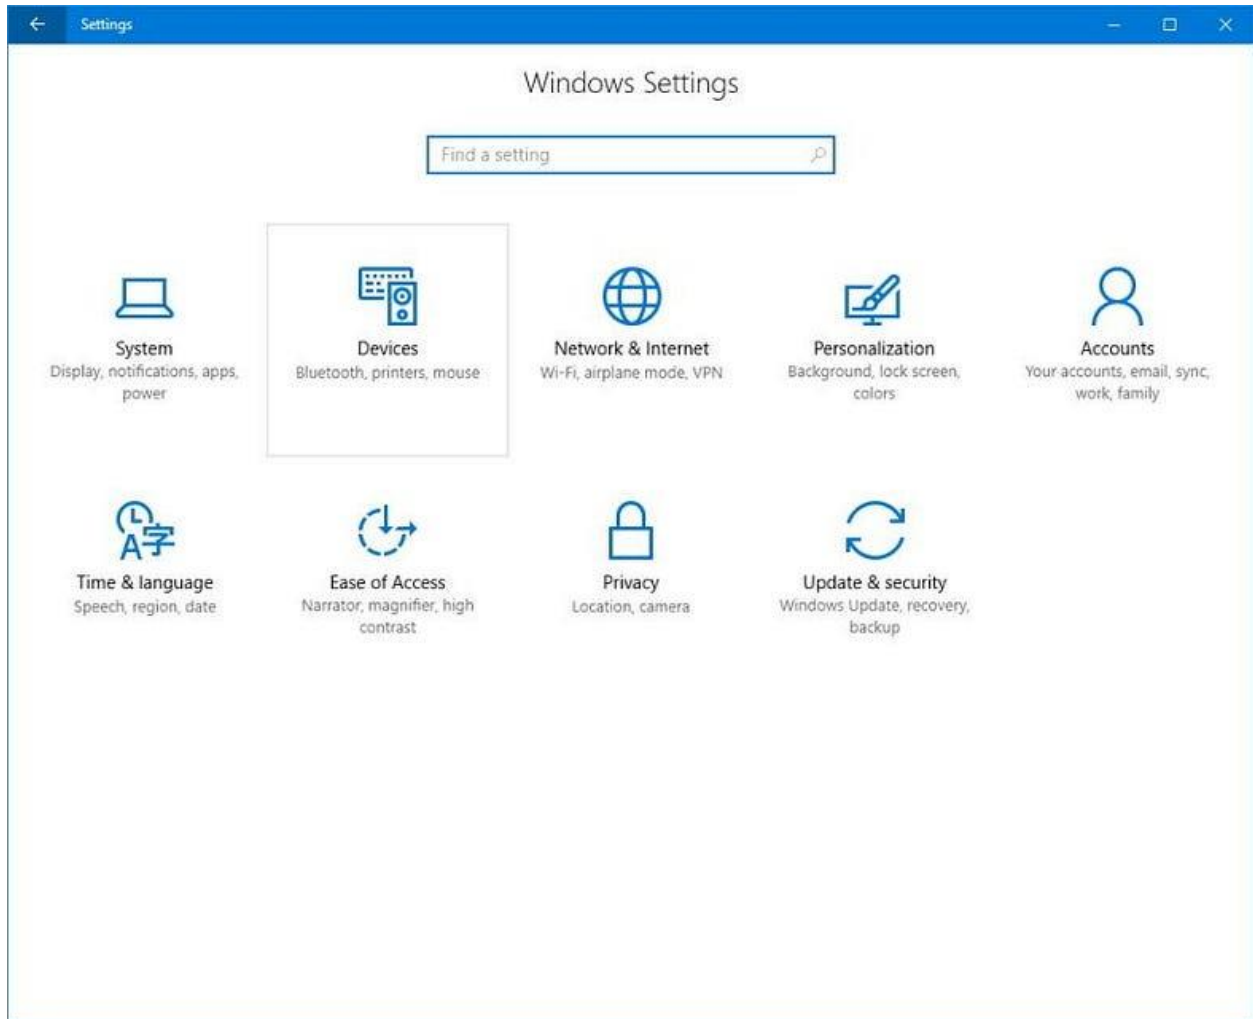 Settings
Windows Settings
Find a setting
System
Display, notifications, apps,
power
Devices
Bluetooth, printers, mouse
Network & Internet
Wi-Fi, airplane mode, VPN
Personalization
Background, lock screen,
colors
Accounts
Your accounts, email, sync,
work, family
A字
Time & language
Speech, region, date
Ease of Access
Narrator, magnifier, high
contrast
Privacy
Location, camera
Update & security
Windows Update, recovery,
backup